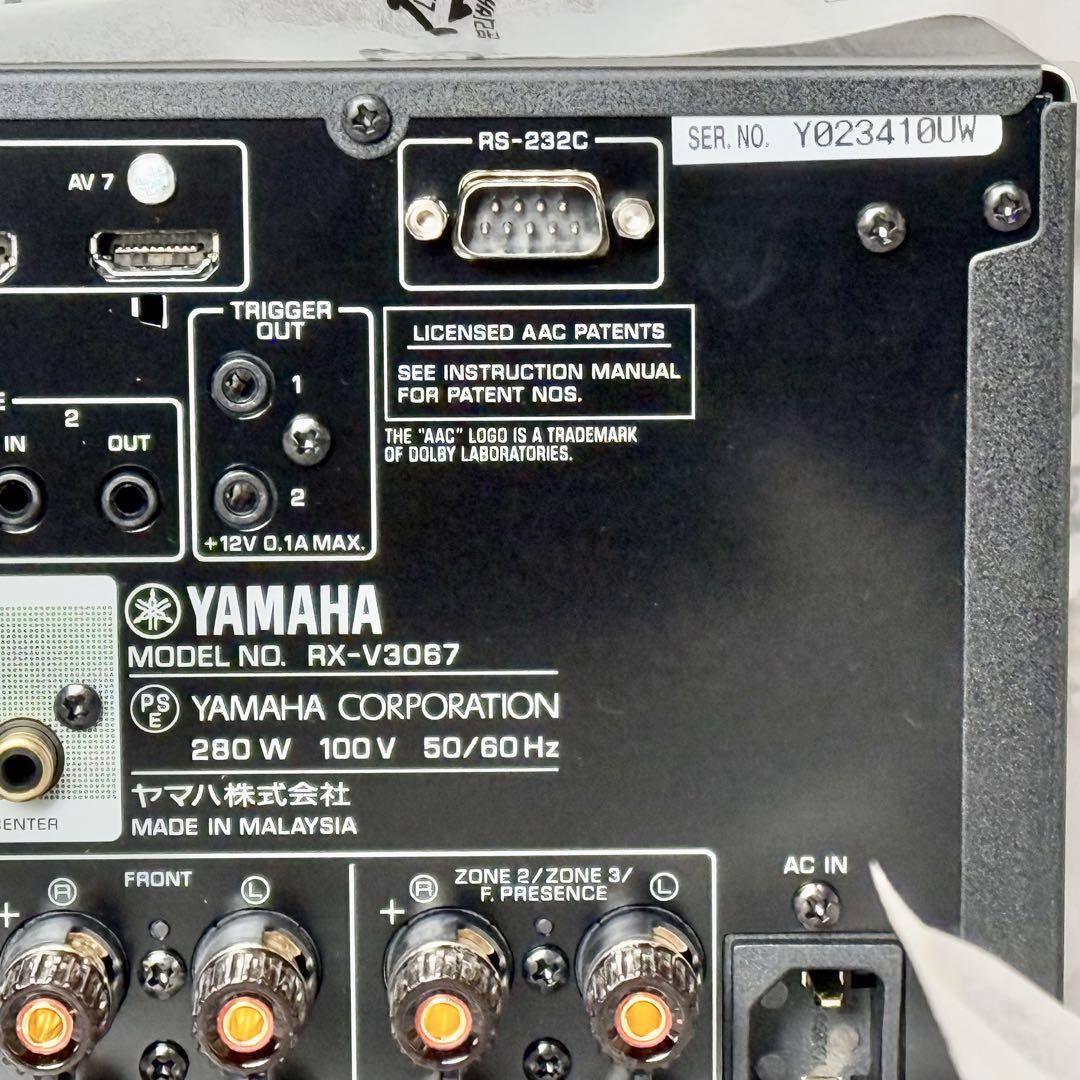 RS-232C
SER. NO. Y023410UW
AV 7
TRIGGER
OUT
1
2
+12V 0.1A MAX.
LICENSED AAC PATENTS
SEE INSTRUCTION MANUAL
FOR PATENT NOS.
THE "AAC" LOGO IS A TRADEMARK
OF DOLBY LABORATORIES.
2
IN
OUT
YAMAHA
MODEL NO. RX-V3067
PS
E
YAMAHA CORPORATION
280 W 100 V 50/60 Hz
ヤマハ株式会社
MADE IN MALAYSIA
CENTER
R FRONT L
+
R ZONE 2/ZONE 3/ L
F. PRESENCE
+
AC IN